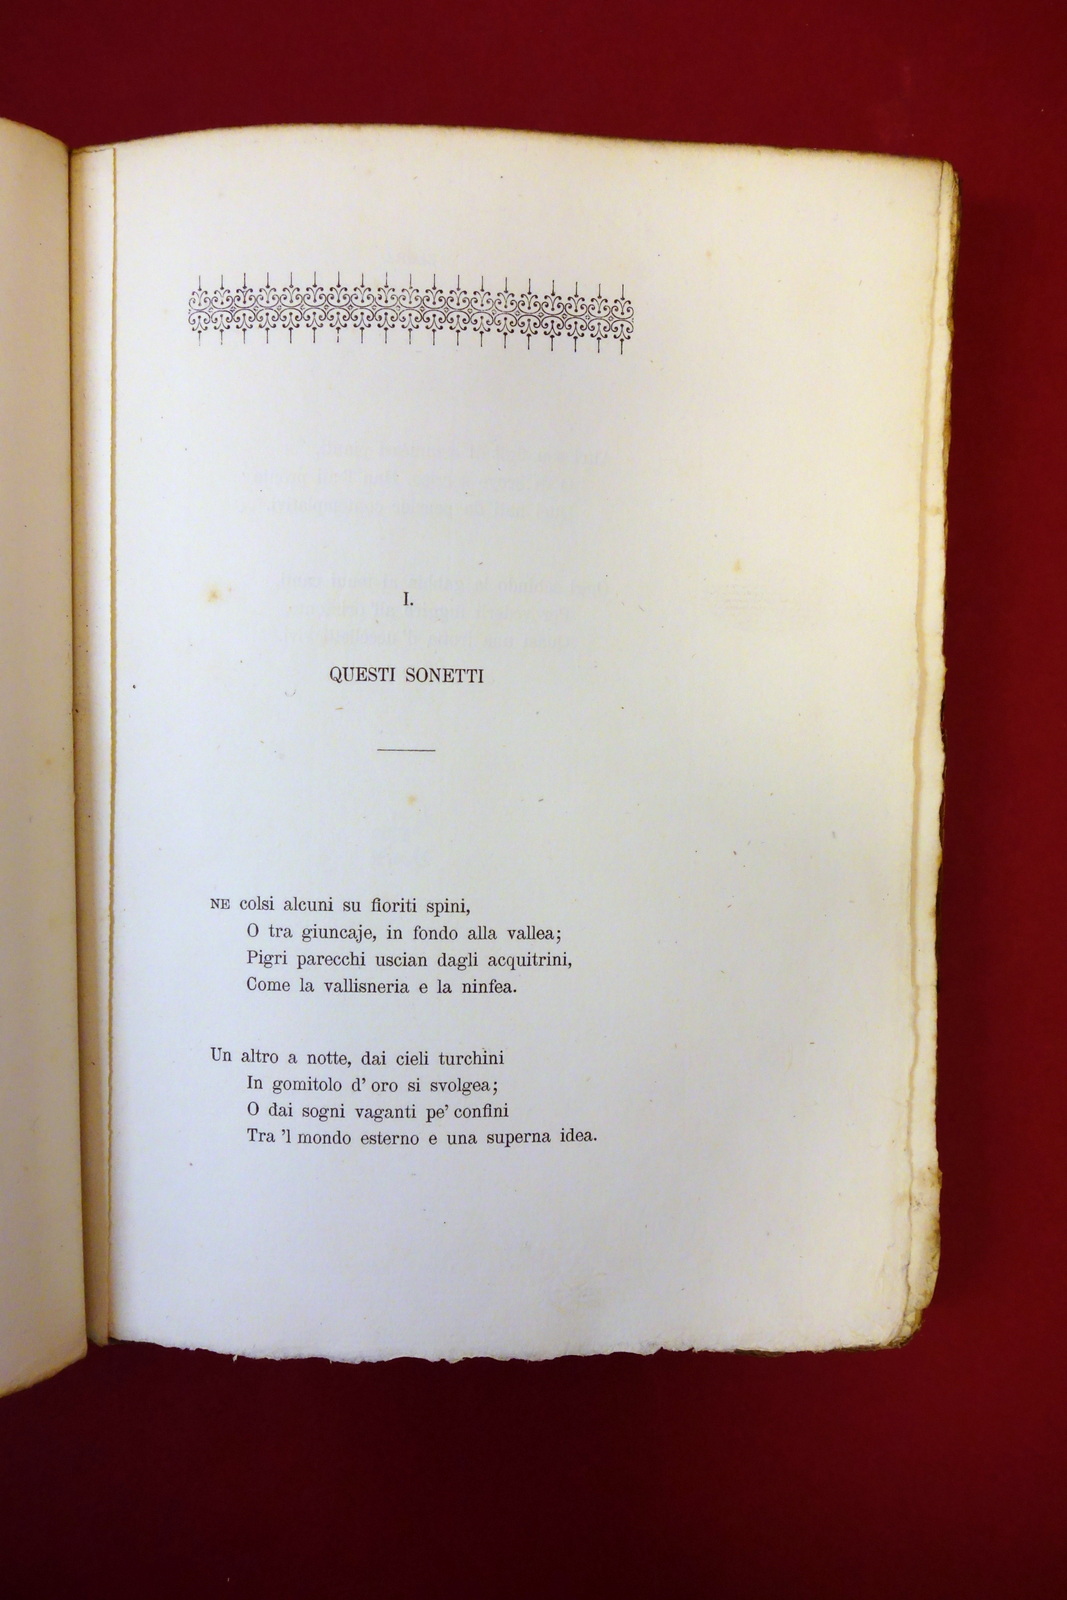 I.
QUESTI SONETTI
NE colsi alcuni su fioriti spini,
O tra giuncaje, in fondo alla vallea;
Pigri parecchi uscian dagli acquitrini,
Come la vallisneria e la ninfea.
Un altro a notte, dai cieli turchini
In gomitolo d' oro si svolgea;
O dai sogni vaganti pe' confini
Tra 'l mondo esterno e una superna idea.